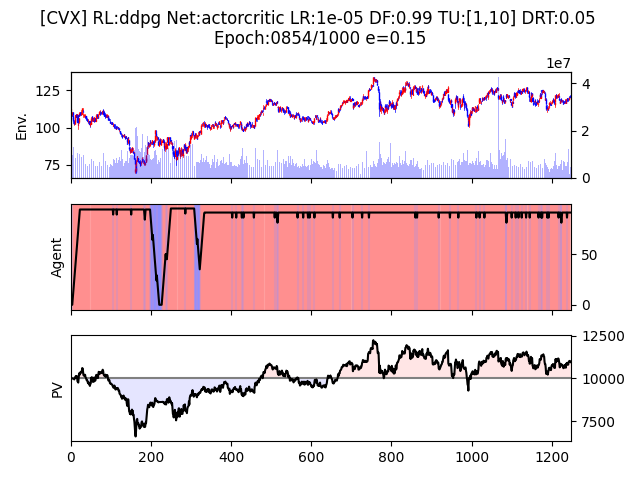 [CVX] RL:ddpg Net:actorcritic LR:1e-05 DF:0.99 TU:[1,10] DRT:0.05
Epoch:0854/1000 e=0.15
1e7
125
100
75
Env.
4
2
0
Agent
50
0
PV
12500
10000
7500
0 200 400 600 800 1000 1200